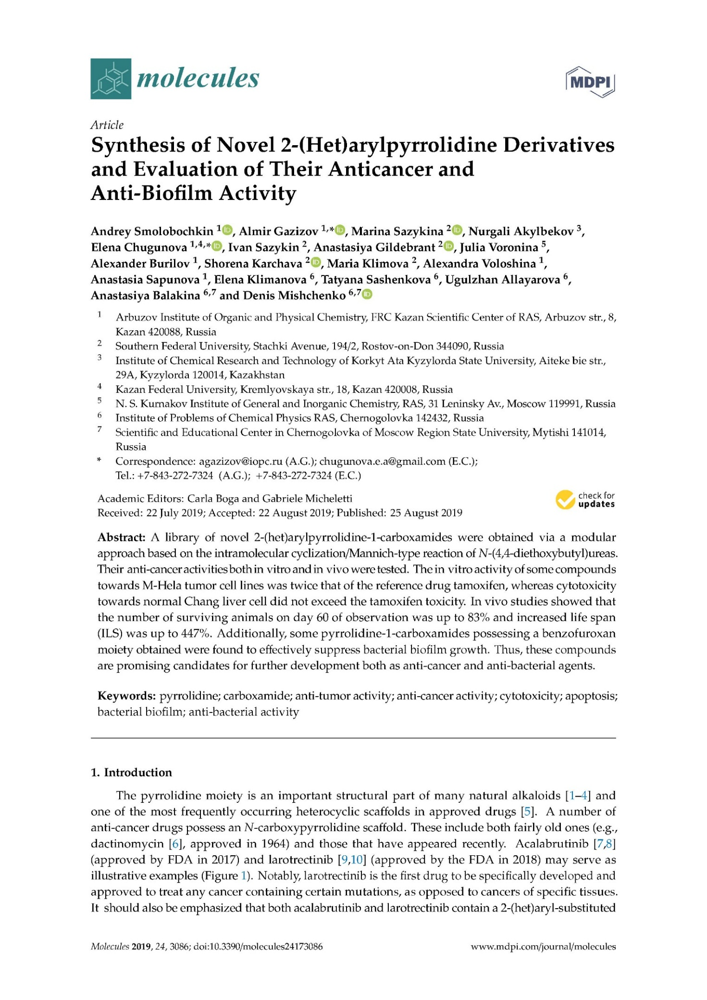 molecules
MDPI
Article
Synthesis of Novel 2-(Het)arylpyrrolidine Derivatives
and Evaluation of Their Anticancer and
Anti-Biofilm Activity
Andrey Smolobochkin 1 iD, Almir Gazizov 1,* iD, Marina Sazykina 2 iD, Nurgali Akylbekov 3,
Elena Chugunova 1,4,* iD, Ivan Sazykin 2, Anastasiya Gildebrant 2 iD, Julia Voronina 5,
Alexander Burilov 1, Shorena Karchava 2 iD, Maria Klimova 2, Alexandra Voloshina 1,
Anastasia Sapunova 1, Elena Klimanova 6, Tatyana Sashenkova 6, Ugulzhan Allayarova 6,
Anastasiya Balakina 6,7 and Denis Mishchenko 6,7 iD
1 Arbuzov Institute of Organic and Physical Chemistry, FRC Kazan Scientific Center of RAS, Arbuzov str., 8,
Kazan 420088, Russia
2 Southern Federal University, Stachki Avenue, 194/2, Rostov-on-Don 344090, Russia
3 Institute of Chemical Research and Technology of Korkyt Ata Kyzylorda State University, Aiteke bie str.,
29A, Kyzylorda 120014, Kazakhstan
4 Kazan Federal University, Kremlyovskaya str., 18, Kazan 420008, Russia
5 N. S. Kurnakov Institute of General and Inorganic Chemistry, RAS, 31 Leninsky Av., Moscow 119991, Russia
6 Institute of Problems of Chemical Physics RAS, Chernogolovka 142432, Russia
7 Scientific and Educational Center in Chernogolovka of Moscow Region State University, Mytishi 141014,
Russia
* Correspondence: agazizov@iopc.ru (A.G.); chugunova.e.a@gmail.com (E.C.);
Tel.: +7-843-272-7324 (A.G.); +7-843-272-7324 (E.C.)
Academic Editors: Carla Boga and Gabriele Micheletti
Received: 22 July 2019; Accepted: 22 August 2019; Published: 25 August 2019
check for
updates
Abstract: A library of novel 2-(het)arylpyrrolidine-1-carboxamides were obtained via a modular
approach based on the intramolecular cyclization/Mannich-type reaction of N-(4,4-diethoxybutyl)ureas.
Their anti-cancer activities both in vitro and in vivo were tested. The in vitro activity of some compounds
towards M-Hela tumor cell lines was twice that of the reference drug tamoxifen, whereas cytotoxicity
towards normal Chang liver cell did not exceed the tamoxifen toxicity. In vivo studies showed that
the number of surviving animals on day 60 of observation was up to 83% and increased life span
(ILS) was up to 447%. Additionally, some pyrrolidine-1-carboxamides possessing a benzofuroxan
moiety obtained were found to effectively suppress bacterial biofilm growth. Thus, these compounds
are promising candidates for further development both as anti-cancer and anti-bacterial agents.
Keywords: pyrrolidine; carboxamide; anti-tumor activity; anti-cancer activity; cytotoxicity; apoptosis;
bacterial biofilm; anti-bacterial activity
1. Introduction
The pyrrolidine moiety is an important structural part of many natural alkaloids [1–4] and
one of the most frequently occurring heterocyclic scaffolds in approved drugs [5]. A number of
anti-cancer drugs possess an N-carboxypyrrolidine scaffold. These include both fairly old ones (e.g.,
dactinomycin [6], approved in 1964) and those that have appeared recently. Acalabrutinib [7,8]
(approved by FDA in 2017) and larotrectinib [9,10] (approved by the FDA in 2018) may serve as
illustrative examples (Figure 1). Notably, larotrectinib is the first drug to be specifically developed and
approved to treat any cancer containing certain mutations, as opposed to cancers of specific tissues.
It should also be emphasized that both acalabrutinib and larotrectinib contain a 2-(het)aryl-substituted
Molecules 2019, 24, 3086; doi:10.3390/molecules24173086
www.mdpi.com/journal/molecules